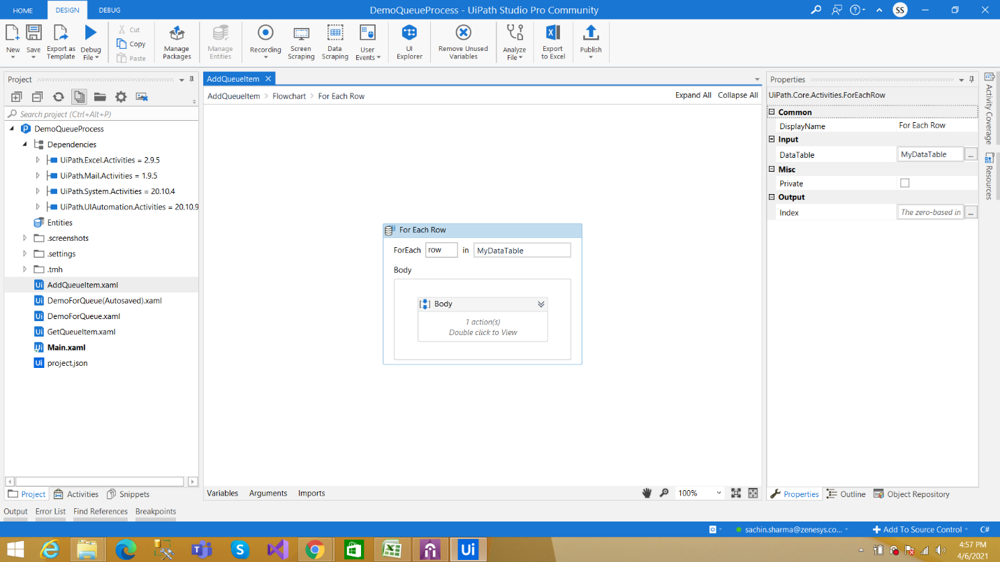 HOME
DESIGN
DEBUG
DemoQueueProcess - UiPath Studio Pro Community
SS
New
Save
Export as
Template
Debug
File
Cut
Copy
Paste
Manage
Packages
Manage
Entities
Recording
Screen
Scraping
Data
Scraping
User
Events
UI
Explorer
Remove Unused
Variables
Analyze
File
Export
to Excel
Publish
Project
Search project (Ctrl+Alt+P)
DemoQueueProcess
Dependencies
UiPath.Excel.Activities = 2.9.5
UiPath.Mail.Activities = 1.9.5
UiPath.System.Activities = 20.10.4
UiPath.UIAutomation.Activities = 20.10.9
Entities
.screenshots
.settings
.tmh
AddQueueItem.xaml
DemoForQueue(Autosaved).xaml
DemoForQueue.xaml
GetQueueItem.xaml
Main.xaml
project.json
Project
Activities
Snippets
AddQueueItem
AddQueueItem > Flowchart > For Each Row
Expand All
Collapse All
For Each Row
ForEach row in MyDataTable
Body
Body
1 action(s)
Double click to View
Variables
Arguments
Imports
100%
Properties
UiPath.Core.Activities.ForEachRow
Common
DisplayName
For Each Row
Input
DataTable
MyDataTable
...
Misc
Private
Output
Index
The zero-based in
...
Properties
Outline
Object Repository
Activity Coverage
Resources
Output
Error List
Find References
Breakpoints
sachin.sharma@zenesys.co...
Add To Source Control
C#
Ui
4:57 PM
4/6/2021